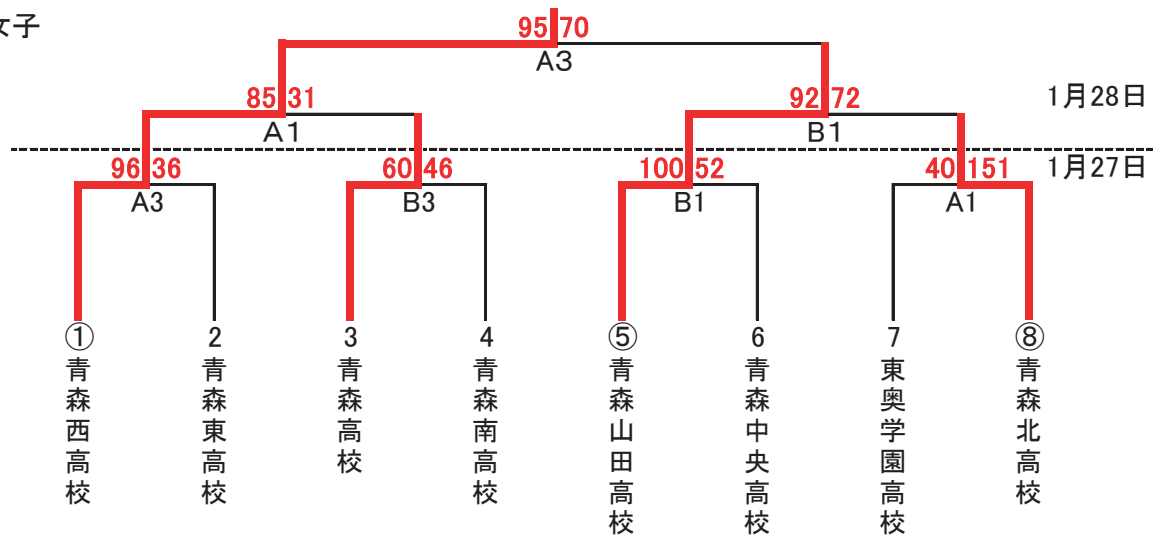 女子
95 70
A3
85 31
92 72
1月28日
A1
B1
96 36
60 46
100 52
40 151
1月27日
A3
B3
B1
A1
① 2 3 4 ⑤ 6 7 ⑧
青森西高校
青森東高校
青森高校
青森南高校
青森山田高校
青森中央高校
東奥学園高校
青森北高校